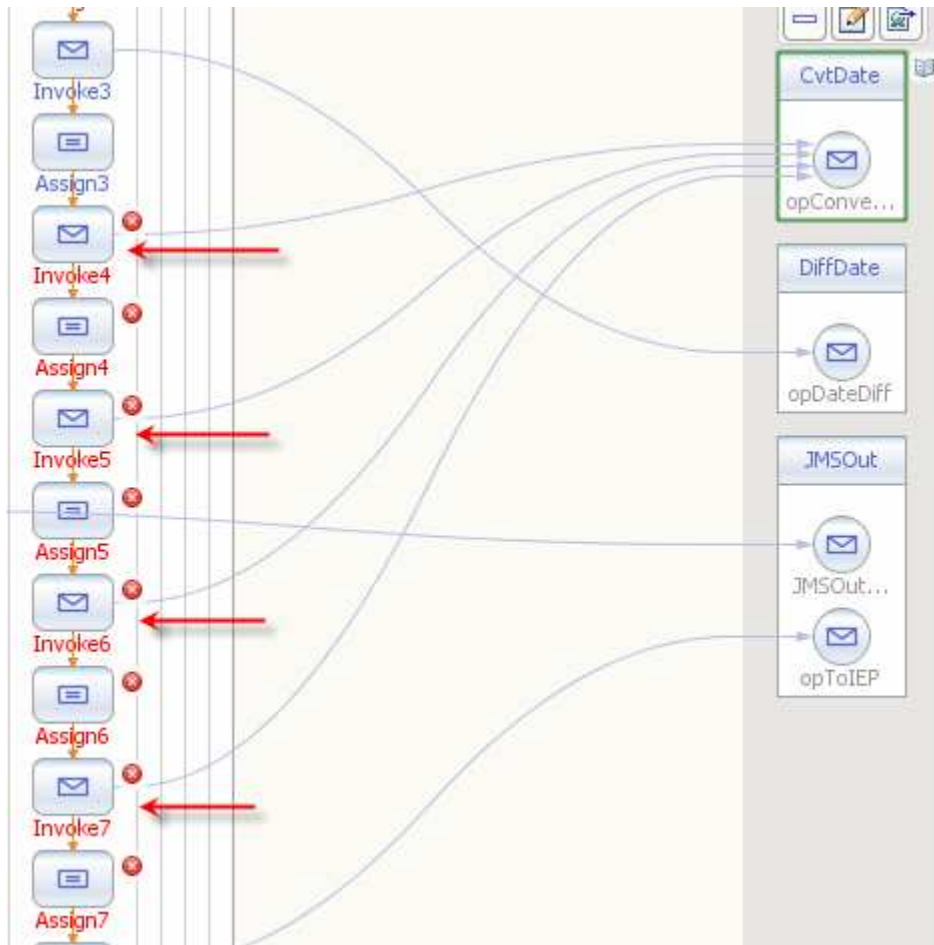 Invoke3
Assign3
Invoke4
Assign4
Invoke5
Assign5
Invoke6
Assign6
Invoke7
Assign7
CvtDate
opConve...
DiffDate
opDateDiff
JMSOut
JMSOut...
opToIEP